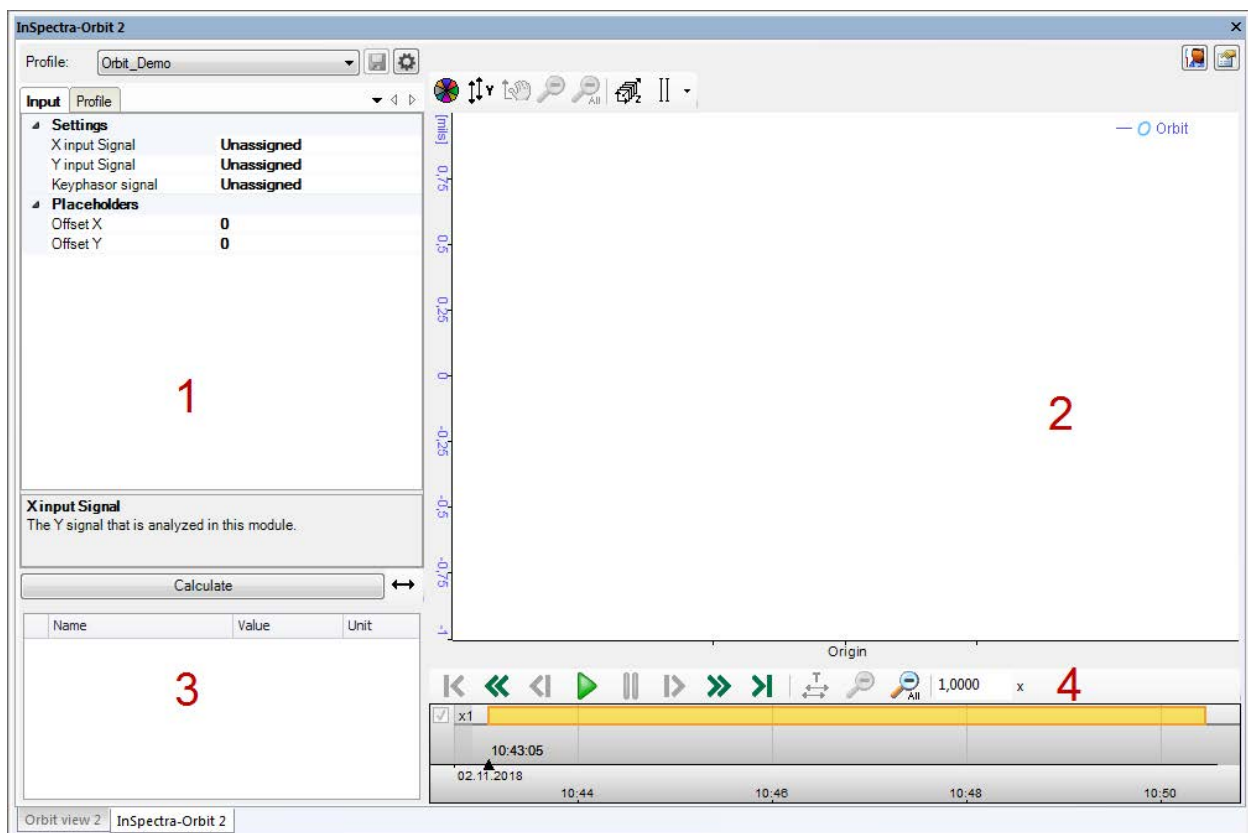 InSpectra-Orbit 2
Profile: Orbit_Demo
Input Profile
Settings
X input Signal Unassigned
Y input Signal Unassigned
Keyphasor signal Unassigned
Placeholders
Offset X 0
Offset Y 0
1
X input Signal
The Y signal that is analyzed in this module.
Calculate
Name Value Unit
3
Y All Z
[mils]
Orbit
0,75
0,5
0,25
0
-0,25
-0,5
-0,75
-1
2
Origin
T All 1,0000 x 4
x1
10:43:05
02.11.2018
10:44 10:46 10:48 10:50
Orbit view 2 InSpectra-Orbit 2